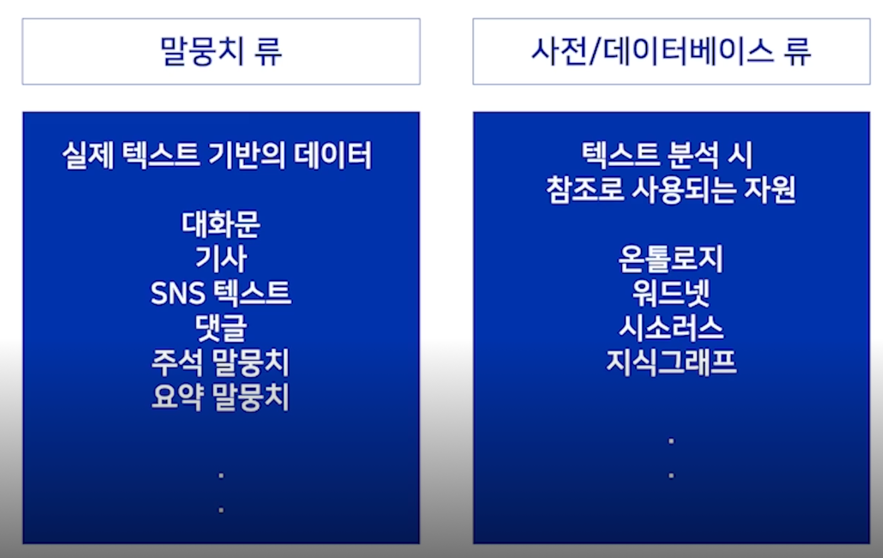 말뭉치 류
실제 텍스트 기반의 데이터
대화문
기사
SNS 텍스트
댓글
주석 말뭉치
요약 말뭉치
.
.
사전/데이터베이스 류
텍스트 분석 시
참조로 사용되는 자원
온톨로지
워드넷
시소러스
지식그래프
.
.